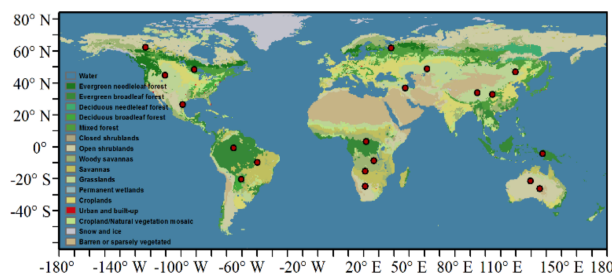 80° N
60° N
40° N
20° N
0°
-20° S
-40° S
Water
Evergreen needleleaf forest
Evergreen broadleaf forest
Deciduous needleleaf forest
Deciduous broadleaf forest
Mixed forest
Closed shrublands
Open shrublands
Woody savannas
Savannas
Grasslands
Permanent wetlands
Croplands
Urban and built-up
Cropland/Natural vegetation mosaic
Snow and ice
Barren or sparsely vegetated
-180° -140° W -100° W -60° W -20° W 20° E 50° E 80° E 110° E 150° E 180°